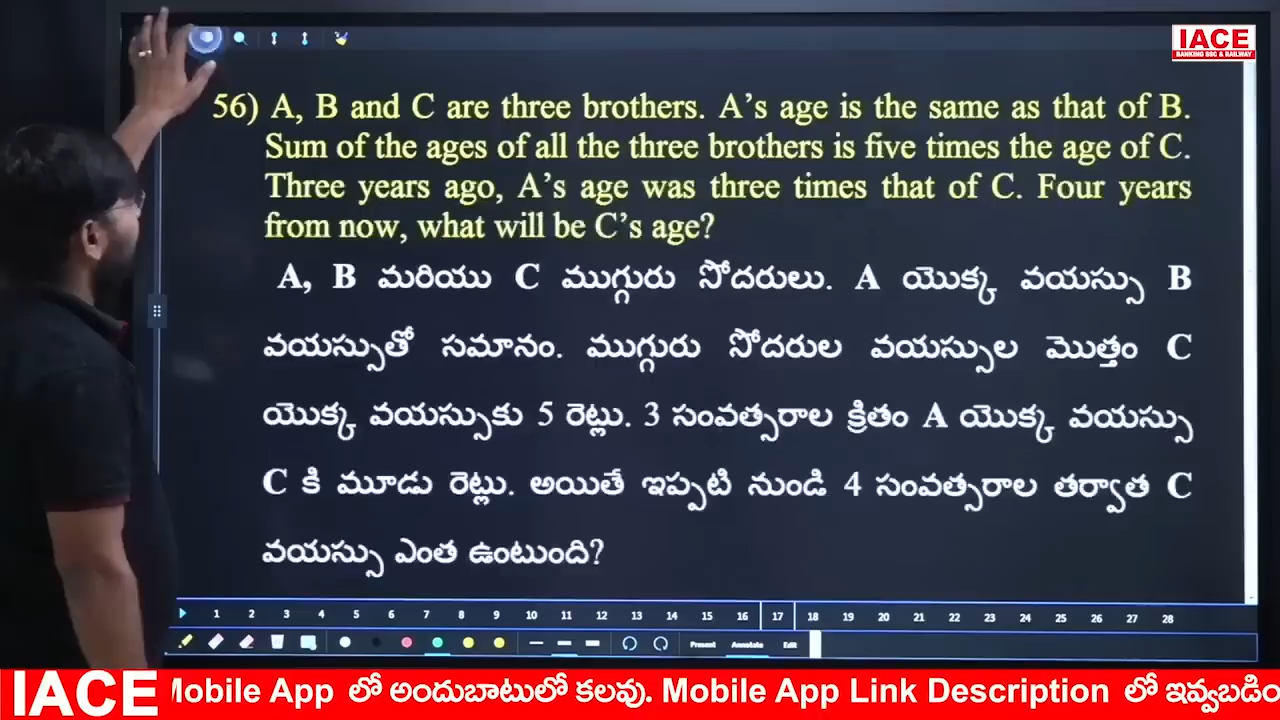 IACE
BANKING SSC & RAILWAY
56) A, B and C are three brothers. A’s age is the same as that of B.
Sum of the ages of all the three brothers is five times the age of C.
Three years ago, A’s age was three times that of C. Four years
from now, what will be C’s age?
A, B మరియు C ముగ్గురు సోదరులు. A యొక్క వయస్సు B
వయస్సుతో సమానం. ముగ్గురు సోదరుల వయస్సుల మొత్తం C
యొక్క వయస్సుకు 5 రెట్లు. 3 సంవత్సరాల క్రితం A యొక్క వయస్సు
C కి మూడు రెట్లు. అయితే ఇప్పటి నుండి 4 సంవత్సరాల తర్వాత C
వయస్సు ఎంత ఉంటుంది?
1 2 3 4 5 6 7 8 9 10 11 12 13 14 15 16 17 18 19 20 21 22 23 24 25 26 27 28
Present Annotate Edit
IACE Mobile App లో అందుబాటులో కలవు. Mobile App Link Description లో ఇవ్వబడిం